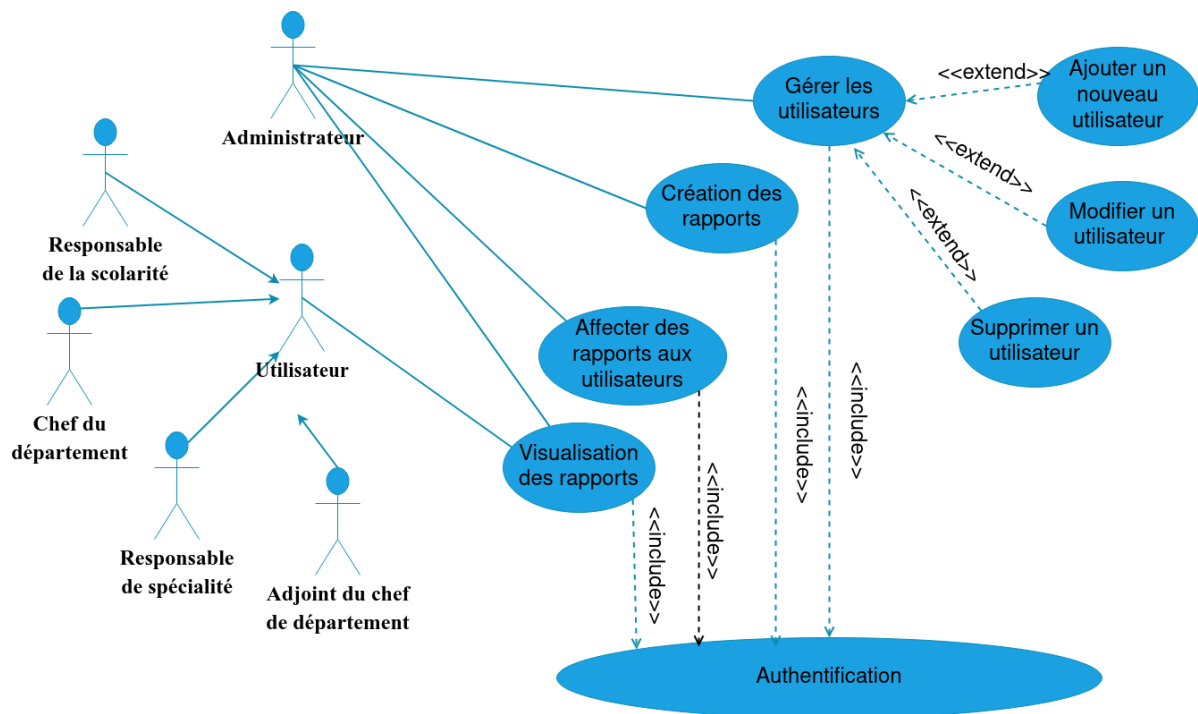 Administrateur
Gérer les
utilisateurs
<<extend>>
Ajouter un
nouveau
utilisateur
<<extend>>
Modifier un
utilisateur
<<extend>>
Supprimer un
utilisateur
Création des
rapports
Responsable
de la scolarité
Utilisateur
Affecter des
rapports aux
utilisateurs
Chef du
département
Visualisation
des rapports
Responsable
de spécialité
Adjoint du chef
de département
<<include>>
<<include>>
<<include>>
<<include>>
Authentification